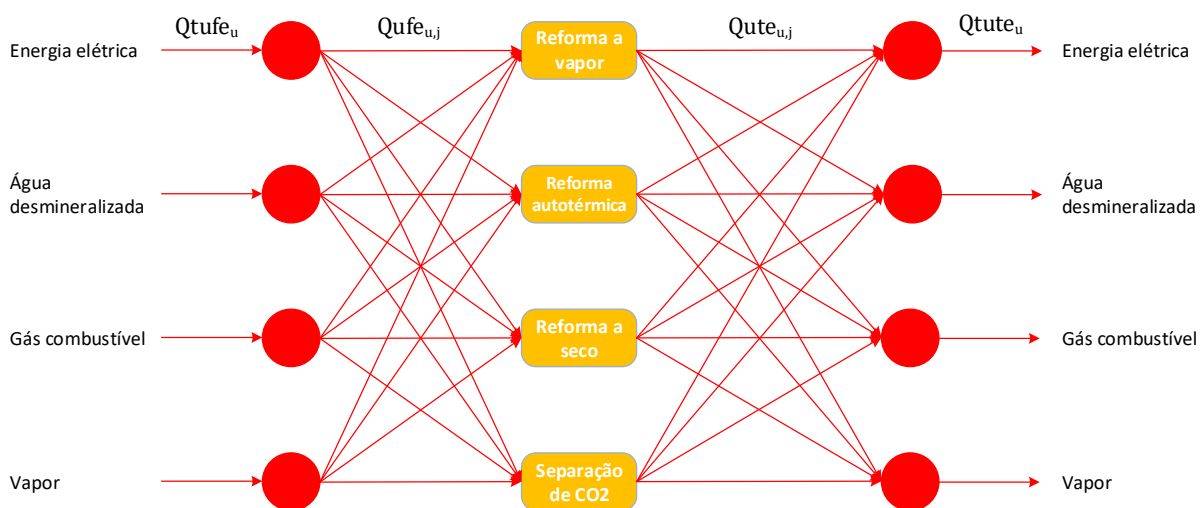 Qtufeu
Qufeu,j
Quteu,j
Qtuteu
Energia elétrica
Reforma a
vapor
Energia elétrica
Água
desmineralizada
Reforma
autotérmica
Água
desmineralizada
Gás combustível
Reforma a
seco
Gás combustível
Vapor
Separação
de CO2
Vapor